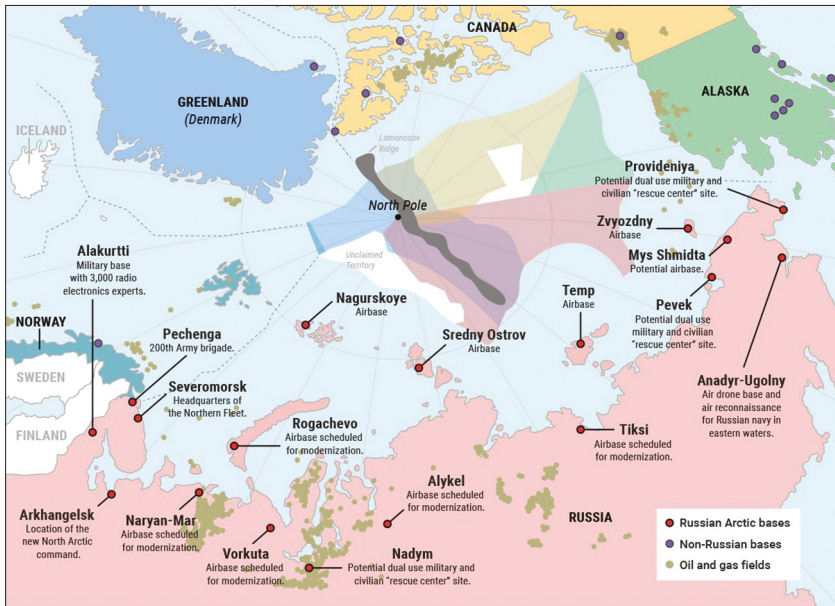 CANADA
GREENLAND
(Denmark)
ICELAND
ALASKA
Lomonosov
Ridge
North Pole
Unclaimed
Territory
Provideniya
Potential dual use military and
civilian "rescue center" site.
Zvyozdny
Airbase
Mys Shmidta
Potential airbase.
Alakurtti
Military base
with 3,000 radio
electronics experts.
Nagurskoye
Airbase
Temp
Airbase
Pevek
Potential dual use
military and civilian
"rescue center" site.
NORWAY
Pechenga
200th Army brigade.
Sredny Ostrov
Airbase
SWEDEN
Severomorsk
Headquarters of
the Northern Fleet.
Anadyr-Ugolny
Air drone base and
air reconnaissance
for Russian navy in
eastern waters.
FINLAND
Rogachevo
Airbase scheduled
for modernization.
Tiksi
Airbase scheduled
for modernization.
Alykel
Airbase scheduled
for modernization.
Arkhangelsk
Location of the
new North Arctic
command.
Naryan-Mar
Airbase scheduled
for modernization.
RUSSIA
Vorkuta
Airbase scheduled
for modernization.
Nadym
Potential dual use military and
civilian "rescue center" site.
Russian Arctic bases
Non-Russian bases
Oil and gas fields